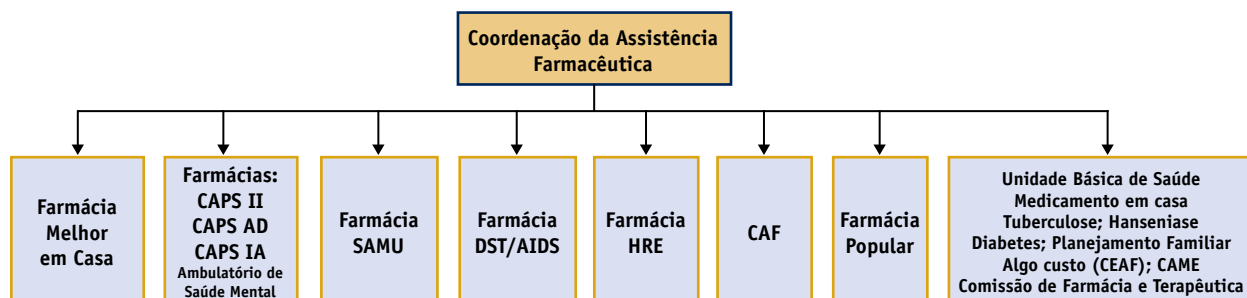 Coordenação da Assistência
Farmacêutica
Farmácia
Melhor
em Casa
Farmácias:
CAPS II
CAPS AD
CAPS IA
Ambulatório de
Saúde Mental
Farmácia
SAMU
Farmácia
DST/AIDS
Farmácia
HRE
CAF
Farmácia
Popular
Unidade Básica de Saúde
Medicamento em casa
Tuberculose; Hanseniase
Diabetes; Planejamento Familiar
Algo custo (CEAF); CAME
Comissão de Farmácia e Terapêutica